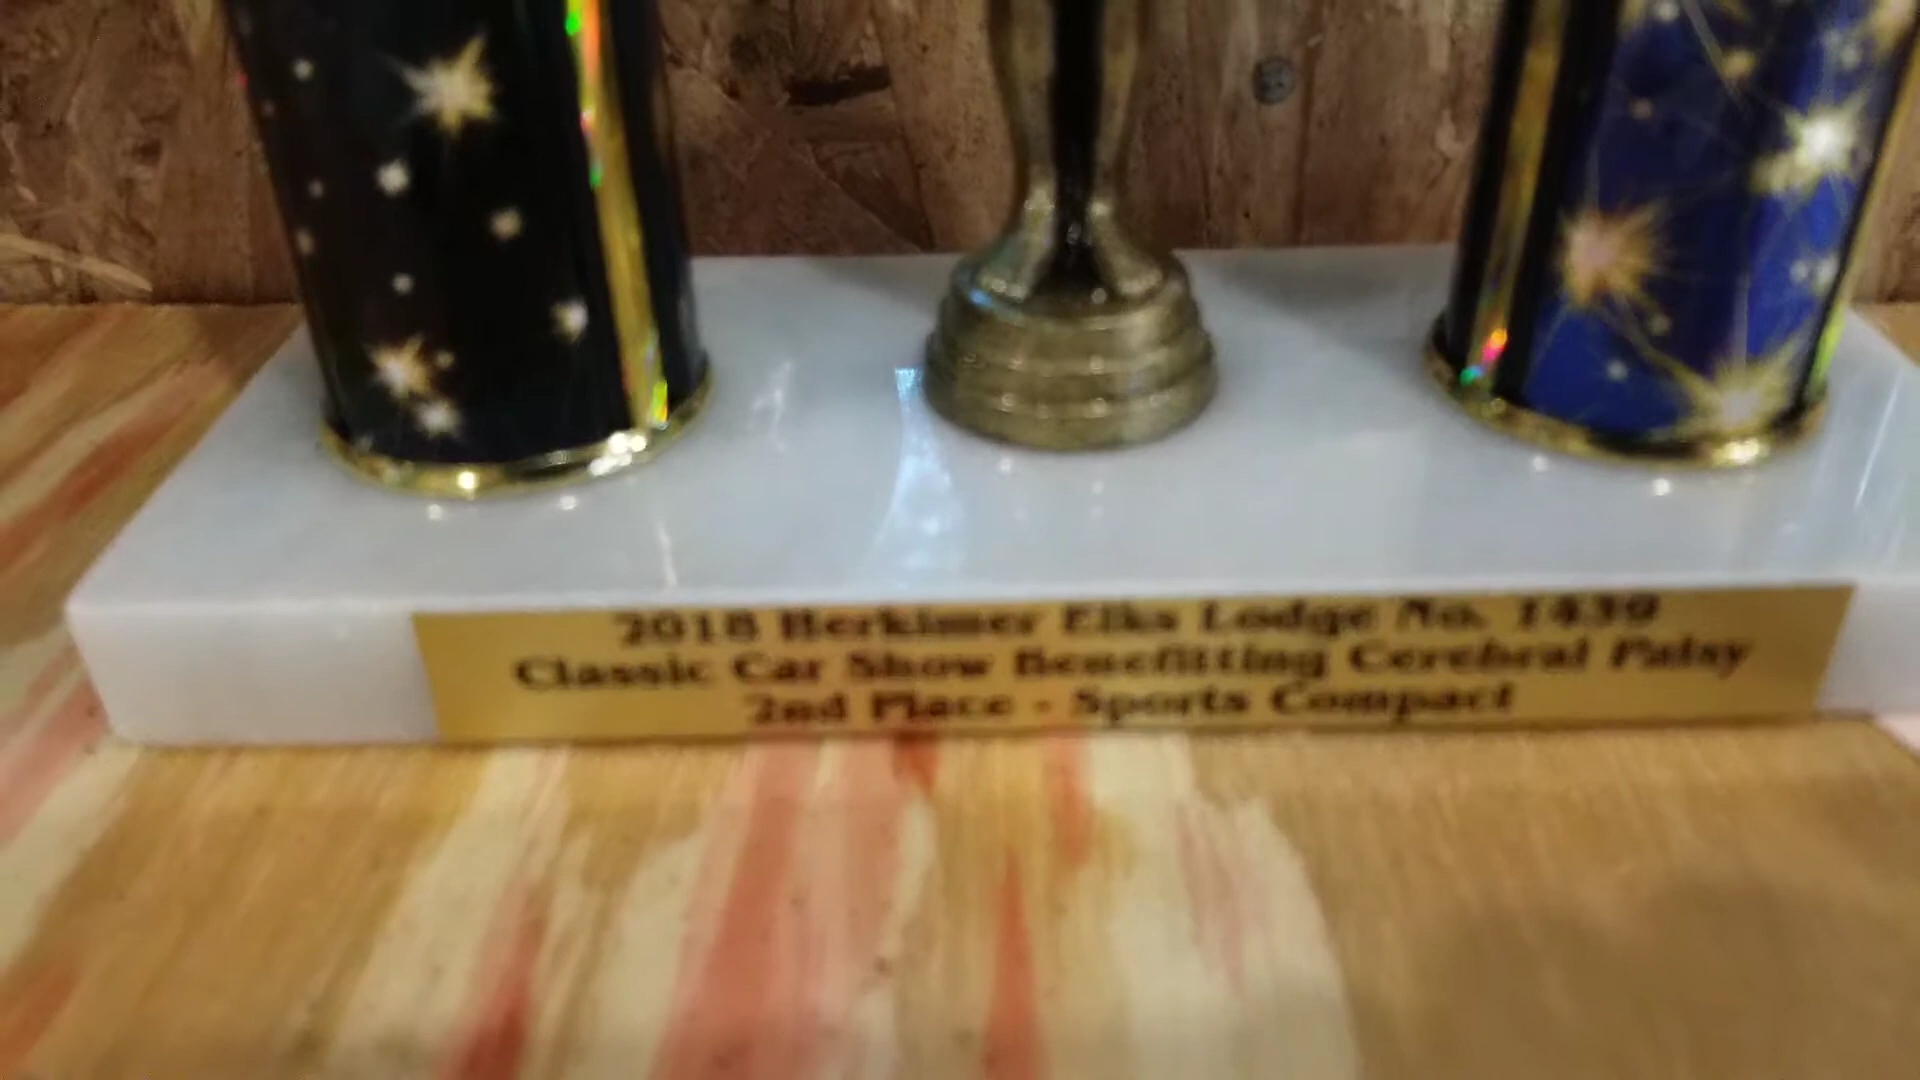 2018 Herkimer Elks Lodge No. 1439
Classic Car Show Benefitting Cerebral Palsy
2nd Place - Sports Compact